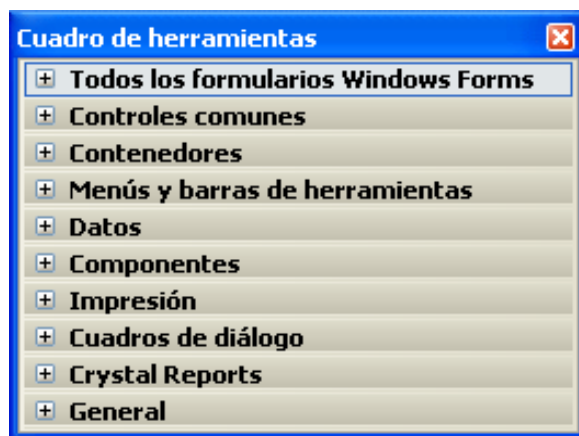 Cuadro de herramientas
Todos los formularios Windows Forms
Controles comunes
Contenedores
Menús y barras de herramientas
Datos
Componentes
Impresión
Cuadros de diálogo
Crystal Reports
General